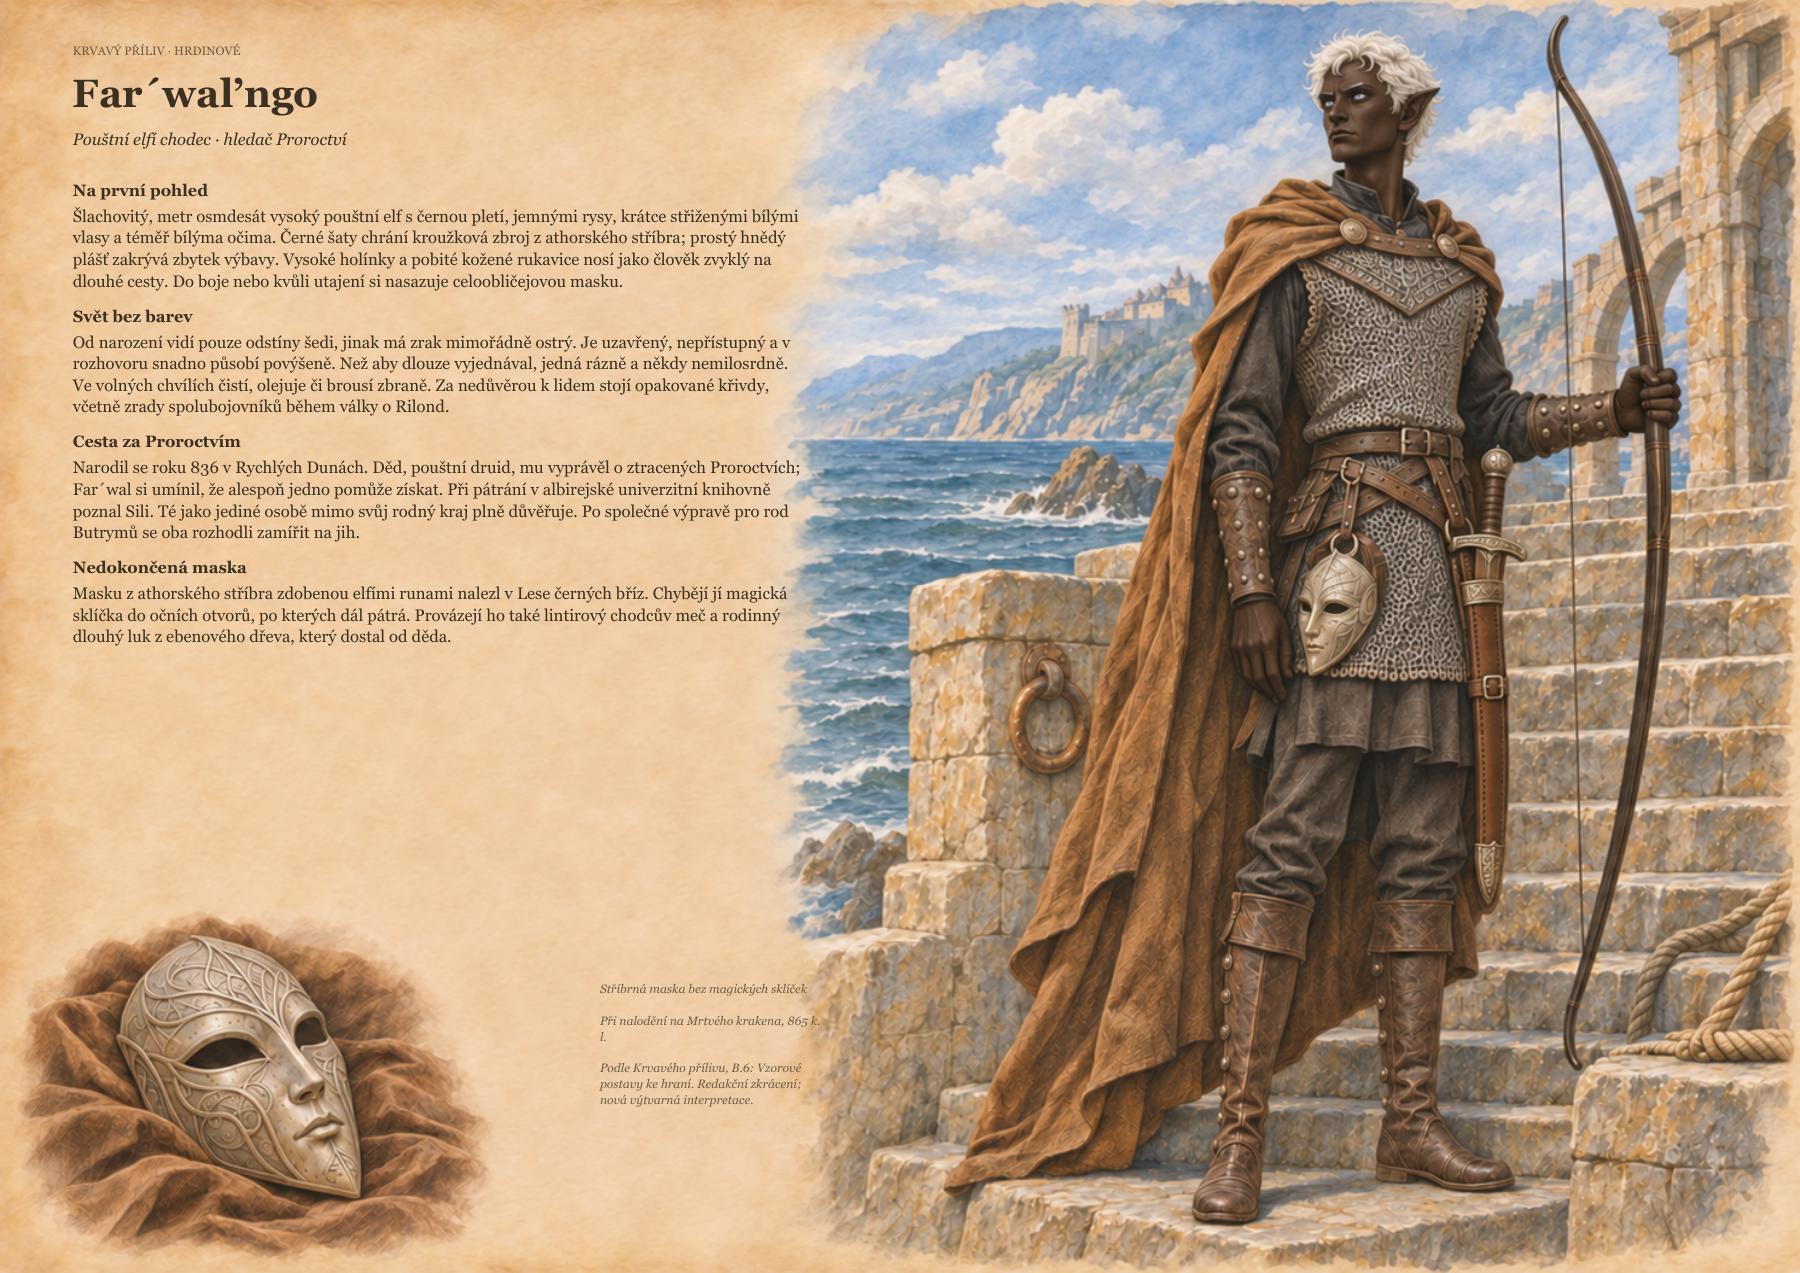 KRVAVÝ PŘÍLIV · HRDINOVÉ
Far´wal’ngo
Pouštní elfí chodec · hledač Proroctví
Na první pohled
Šlachovitý, metr osmdesát vysoký pouštní elf s černou pletí, jemnými rysy, krátce střiženými bílými
vlasy a téměř bílýma očima. Černé šaty chrání kroužková zbroj z athorského stříbra; prostý hnědý
plášť zakrývá zbytek výbavy. Vysoké holínky a pobité kožené rukavice nosí jako člověk zvyklý na
dlouhé cesty. Do boje nebo kvůli utajení si nasazuje celoobličejovou masku.
Svět bez barev
Od narození vidí pouze odstíny šedi, jinak má zrak mimořádně ostrý. Je uzavřený, nepřístupný a v
rozhovoru snadno působí povýšeně. Než aby dlouze vyjednával, jedná rázně a někdy nemilosrdně.
Ve volných chvílích čistí, olejuje či brousí zbraně. Za nedůvěrou k lidem stojí opakované křivdy,
včetně zrady spolubojovníků během války o Rilond.
Cesta za Proroctvím
Narodil se roku 836 v Rychlých Dunách. Děd, pouštní druid, mu vyprávěl o ztracených Proroctvích;
Far´wal si umínil, že alespoň jedno pomůže získat. Při pátrání v albirejské univerzitní knihovně
poznal Sili. Té jako jediné osobě mimo svůj rodný kraj plně důvěřuje. Po společné výpravě pro rod
Butrymů se oba rozhodli zamířit na jih.
Nedokončená maska
Masku z athorského stříbra zdobenou elfími runami nalezl v Lese černých bříz. Chybějí jí magická
sklíčka do očních otvorů, po kterých dál pátrá. Provázejí ho také lintirový chodcův meč a rodinný
dlouhý luk z ebenového dřeva, který dostal od děda.
Stříbrná maska bez magických sklíček
Při nalodění na Mrtvého krakena, 865 k.
l.
Podle Krvavého přílivu, B.6: Vzorové
postavy ke hraní. Redakční zkrácení;
nová výtvarná interpretace.